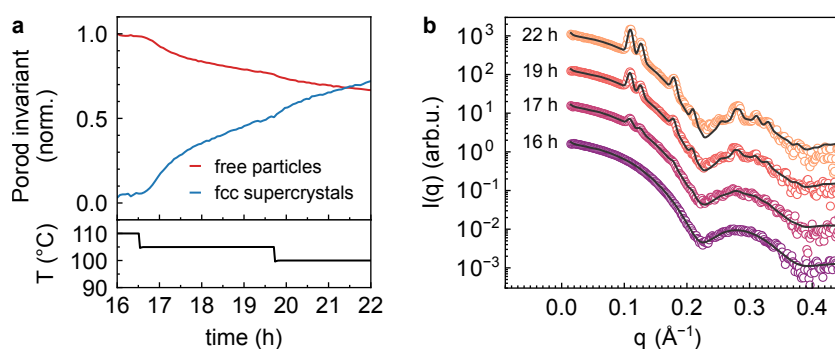 a
1.0
0.5
0.0
Porod invariant
(norm.)
free particles
fcc supercrystals
110
100
90
T (°C)
16 17 18 19 20 21 22
time (h)
b
10³
10²
10¹
10⁰
10⁻¹
10⁻²
10⁻³
I(q) (arb.u.)
22 h
19 h
17 h
16 h
0.0 0.1 0.2 0.3 0.4
q (Å⁻¹)